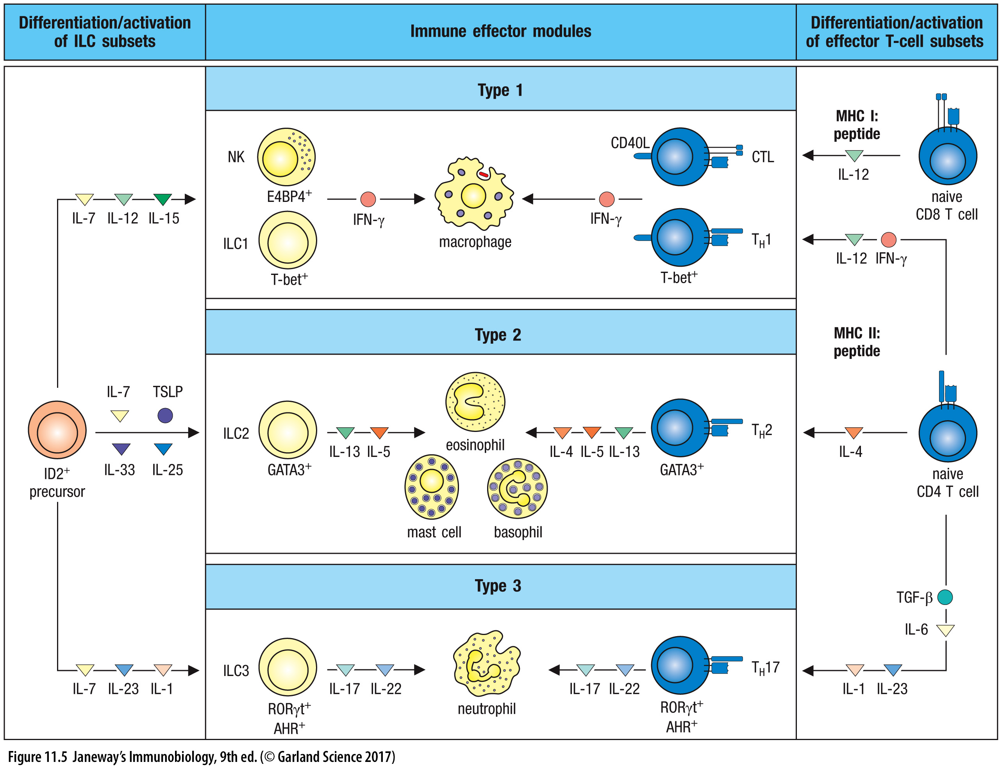 Differentiation/activation
of ILC subsets
Immune effector modules
Differentiation/activation
of effector T-cell subsets
Type 1
NK
E4BP4⁺
ILC1
T-bet⁺
IL-7 IL-12 IL-15
IFN-γ
macrophage
IFN-γ
CD40L
CTL
T_H1
T-bet⁺
MHC I:
peptide
IL-12
naive
CD8 T cell
IL-12 IFN-γ
Type 2
MHC II:
peptide
IL-7 TSLP
IL-33 IL-25
ID2⁺
precursor
ILC2
GATA3⁺
IL-13 IL-5
eosinophil
mast cell
basophil
IL-4 IL-5 IL-13
T_H2
GATA3⁺
IL-4
naive
CD4 T cell
Type 3
TGF-β
IL-6
IL-7 IL-23 IL-1
ILC3
RORγt⁺
AHR⁺
IL-17 IL-22
neutrophil
IL-17 IL-22
T_H17
RORγt⁺
AHR⁺
IL-1 IL-23
Figure 11.5 Janeway's Immunobiology, 9th ed. (© Garland Science 2017)